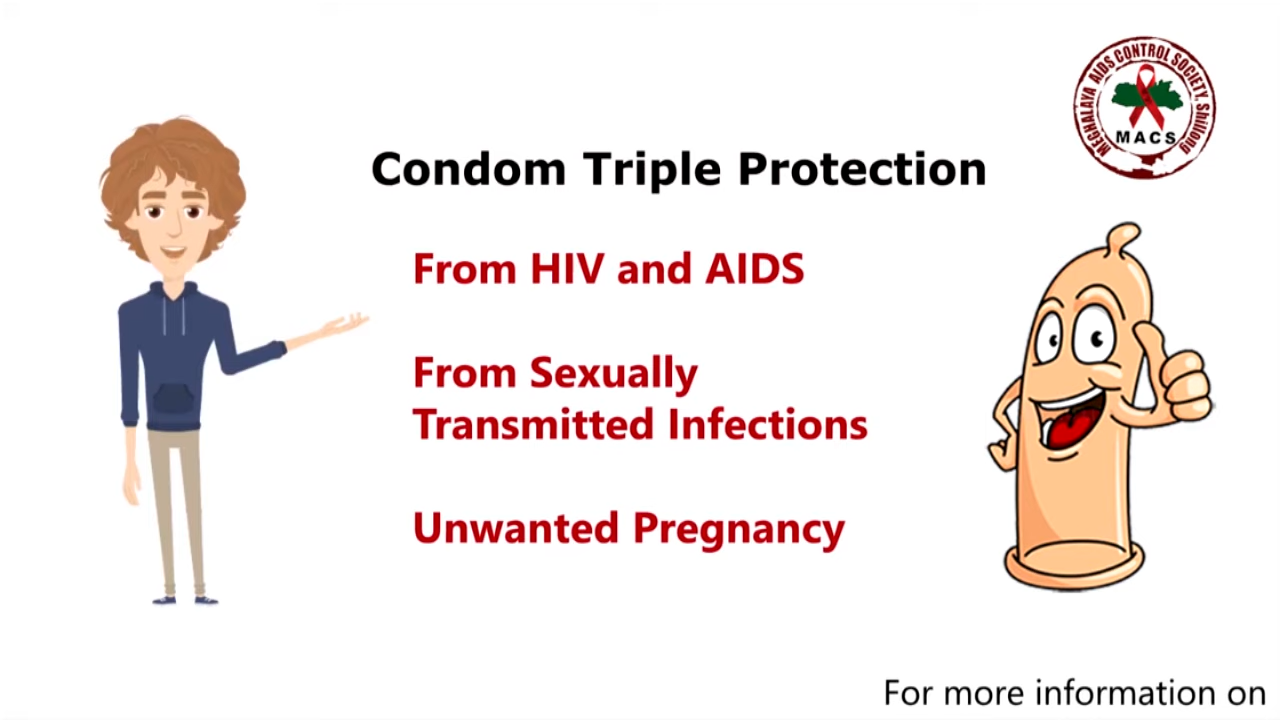 MEGHALAYA AIDS CONTROL SOCIETY, Shillong
MACS
Condom Triple Protection
From HIV and AIDS
From Sexually
Transmitted Infections
Unwanted Pregnancy
For more information on